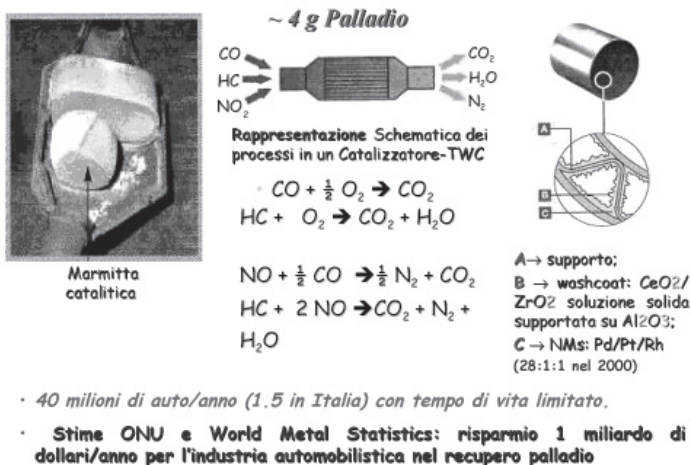 ~ 4 g Palladio
CO
HC
NO₂
CO₂
H₂O
N₂
Rappresentazione Schematica dei
processi in un Catalizzatore-TWC
CO + ½ O₂ ➔ CO₂
HC + O₂ ➔ CO₂ + H₂O
NO + ½ CO ➔ ½ N₂ + CO₂
HC + 2 NO ➔ CO₂ + N₂ +
H₂O
Marmitta
catalitica
A
B
C
A→ supporto;
B → washcoat: CeO2/
ZrO2 soluzione solida
supportata su Al2O3;
C → NMs: Pd/Pt/Rh
(28:1:1 nel 2000)
· 40 milioni di auto/anno (1.5 in Italia) con tempo di vita limitato.
· Stime ONU e World Metal Statistics: risparmio 1 miliardo di
dollari/anno per l'industria automobilistica nel recupero palladio